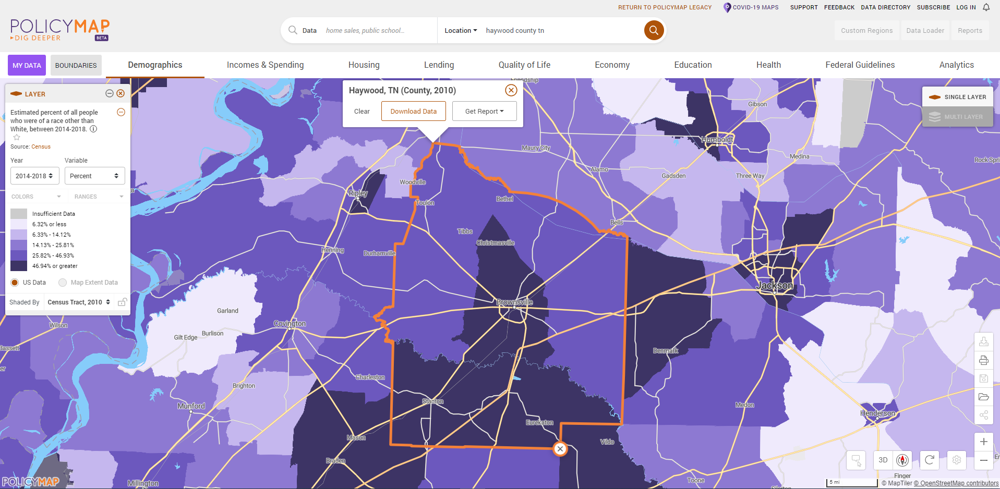 RETURN TO POLICYMAP LEGACY
COVID-19 MAPS
SUPPORT
FEEDBACK
DATA DIRECTORY
SUBSCRIBE
LOG IN
POLICYMAP
DIG DEEPER
BETA
Data
home sales, public school...
Location
haywood county tn
Custom Regions
Data Loader
Reports
MY DATA
BOUNDARIES
Demographics
Incomes & Spending
Housing
Lending
Quality of Life
Economy
Education
Health
Federal Guidelines
Analytics
LAYER
Estimated percent of all people
who were of a race other than
White, between 2014-2018.
Source: Census
Year
Variable
2014-2018
Percent
COLORS
RANGES
Insufficient Data
6.32% or less
6.33% - 14.12%
14.13% - 25.81%
25.82% - 46.93%
46.94% or greater
US Data
Map Extent Data
Shaded By
Census Tract, 2010
Haywood, TN (County, 2010)
Clear
Download Data
Get Report
SINGLE LAYER
MULTI LAYER
Friendship
Gibson
Humboldt
Maury City
Medina
Rock Spri
Alamo
Gadsden
Three Way
Woodville
Ripley
Toulon
Bethel
Bells
Tibbs
Christmasville
Henning
Durhamville
Jackson
Brownsville
Garland
Covington
Wilson
Burlison
Gilt Edge
Bassett
Denmark
Charleston
Brighton
Munford
Stanton
Medon
Henderson
Eurekaton
Mason
Vildo
Braden
Millington
Toone
Finger
Silerton
3D
5 mi
POLICYMAP
© MapTiler © OpenStreetMap contributors